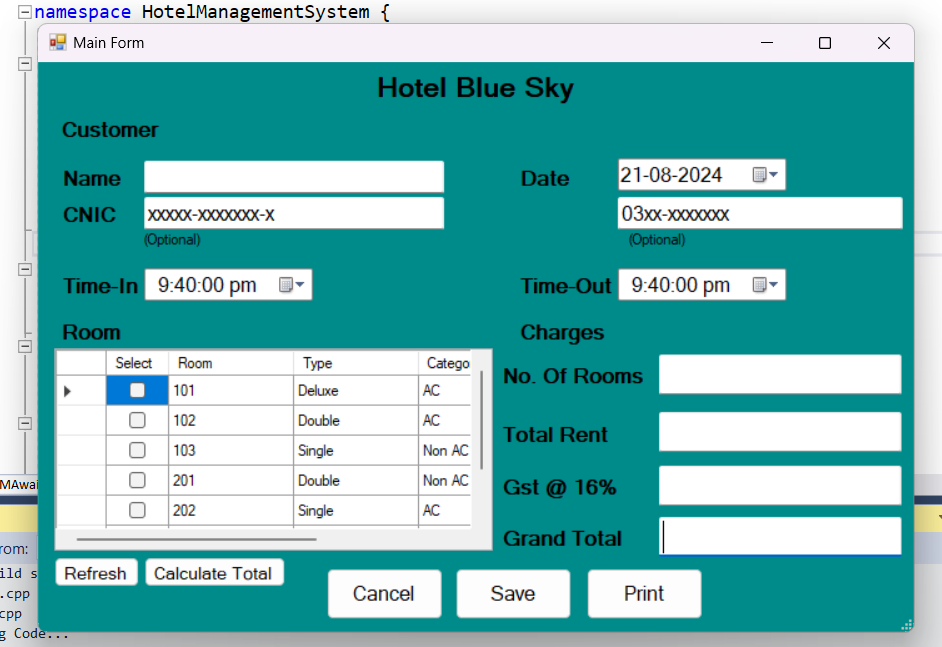 namespace HotelManagementSystem {
Main Form
Hotel Blue Sky
Customer
Name
Date 21-08-2024
CNIC xxxxx-xxxxxxx-x
03xx-xxxxxxx
(Optional)
(Optional)
Time-In 9:40:00 pm
Time-Out 9:40:00 pm
Room
Charges
Select Room Type Catego
101 Deluxe AC
102 Double AC
103 Single Non AC
201 Double Non AC
202 Single AC
No. Of Rooms
Total Rent
Gst @ 16%
Grand Total
Refresh Calculate Total
Cancel Save Print
MAwai
rom:
ild s
.cpp
cpp
g Code...